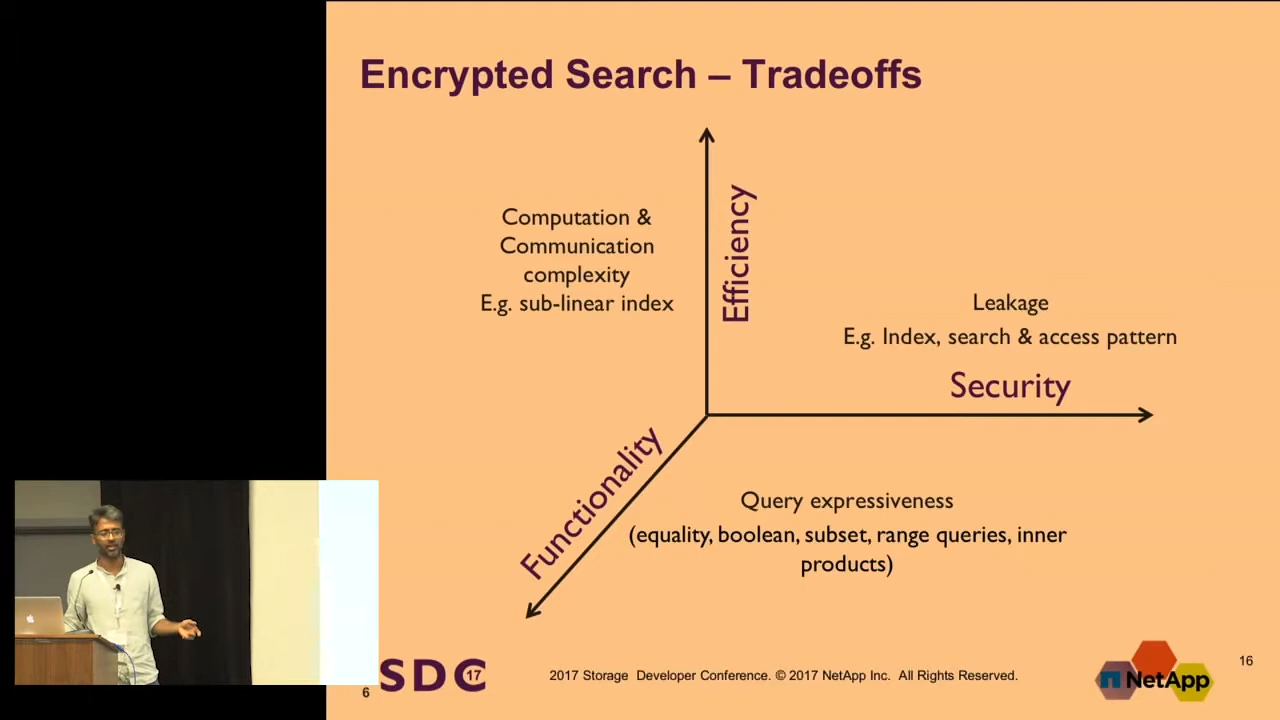 Encrypted Search – Tradeoffs
Computation &
Communication
complexity
E.g. sub-linear index
Efficiency
Leakage
E.g. Index, search & access pattern
Security
Functionality
Query expressiveness
(equality, boolean, subset, range queries, inner
products)
6
SDC
17
2017 Storage Developer Conference. © 2017 NetApp Inc. All Rights Reserved.
NetApp
16